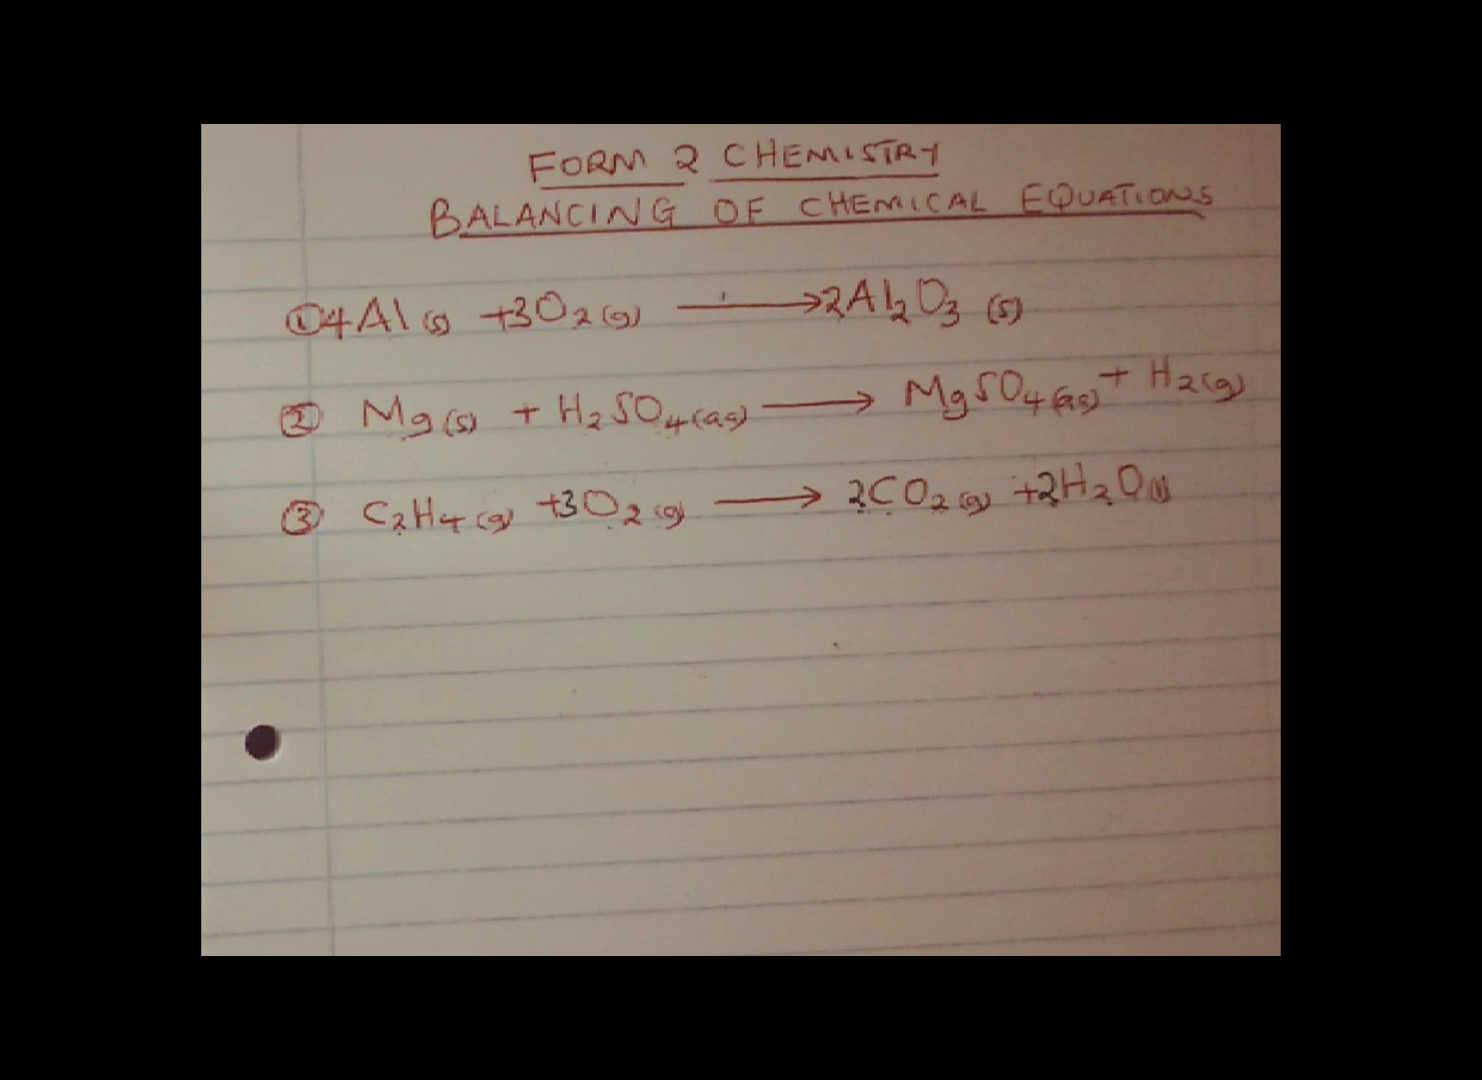 FORM 2 CHEMISTRY
BALANCING OF CHEMICAL EQUATIONS
① 4Al(s) + 3O₂(g) ⟶ 2Al₂O₃(s)
② Mg(s) + H₂SO₄(aq) ⟶ MgSO₄(aq) + H₂(g)
③ C₂H₄(g) + 3O₂(g) ⟶ 2CO₂(g) + 2H₂O(l)